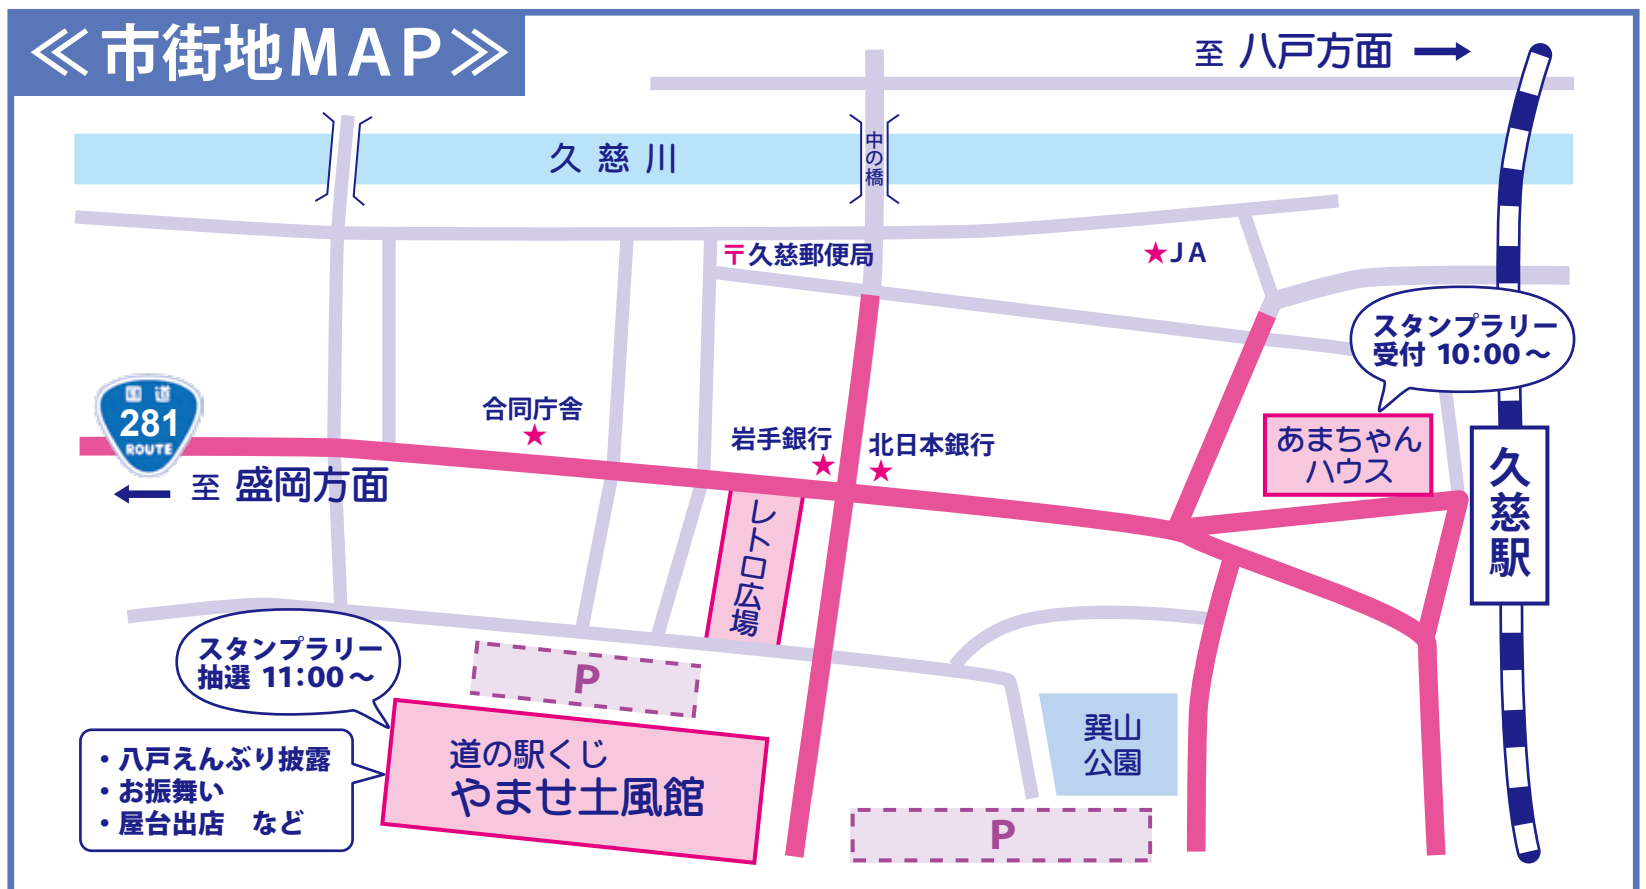 ≪市街地MAP≫
至 八戸方面 →
久慈川
中の橋
〒久慈郵便局
★JA
スタンプラリー
受付 10:00～
国道
281
ROUTE
合同庁舎
★
岩手銀行
★
北日本銀行
★
あまちゃん
ハウス
久慈駅
← 至 盛岡方面
レトロ広場
スタンプラリー
抽選 11:00～
P
・八戸えんぶり披露
・お振舞い
・屋台出店　など
道の駅くじ
やませ土風館
巽山
公園
P